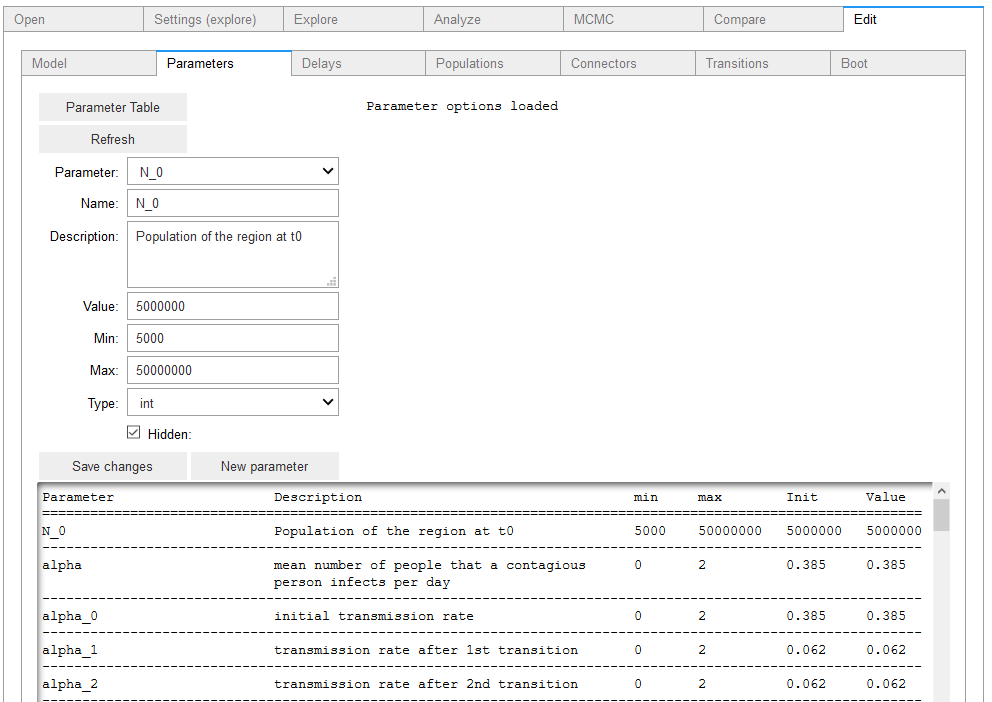 Open Settings (explore) Explore Analyze MCMC Compare Edit
Model Parameters Delays Populations Connectors Transitions Boot
Parameter Table Parameter options loaded
Refresh
Parameter: N_0
Name: N_0
Description: Population of the region at t0
Value: 5000000
Min: 5000
Max: 50000000
Type: int
Hidden:
Save changes New parameter
Parameter Description min max Init Value
N_0 Population of the region at t0 5000 50000000 5000000 5000000
alpha mean number of people that a contagious 0 2 0.385 0.385
person infects per day
alpha_0 initial transmission rate 0 2 0.385 0.385
alpha_1 transmission rate after 1st transition 0 2 0.062 0.062
alpha_2 transmission rate after 2nd transition 0 2 0.062 0.062